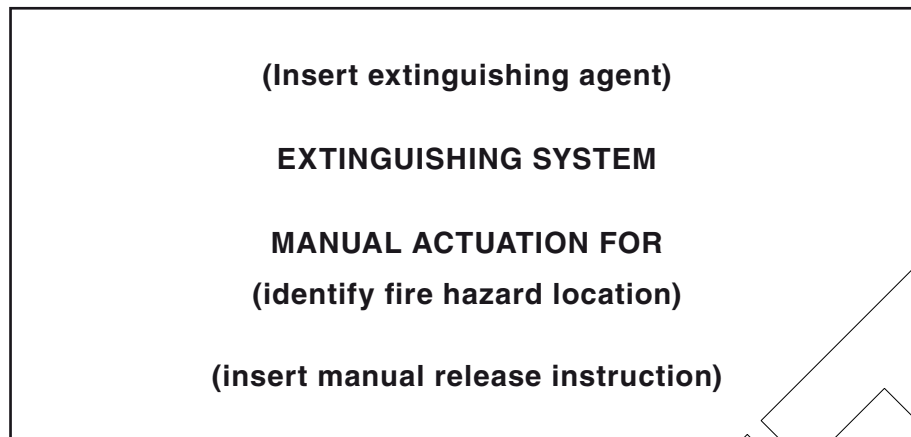 (Insert extinguishing agent)
EXTINGUISHING SYSTEM
MANUAL ACTUATION FOR
(identify fire hazard location)
(insert manual release instruction)